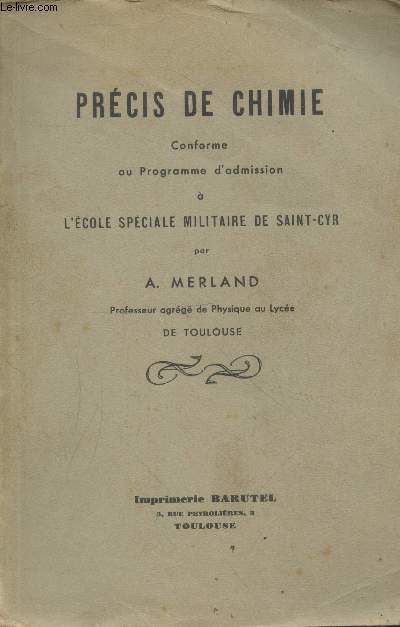 Le-livre.com
PRÉCIS DE CHIMIE
Conforme
au Programme d'admission
à
L'ÉCOLE SPÉCIALE MILITAIRE DE SAINT-CYR
par
A. MERLAND
Professeur agrégé de Physique au Lycée
DE TOULOUSE
Imprimerie BARUTEL
3, RUE PEYROLIÈRES, 3
TOULOUSE